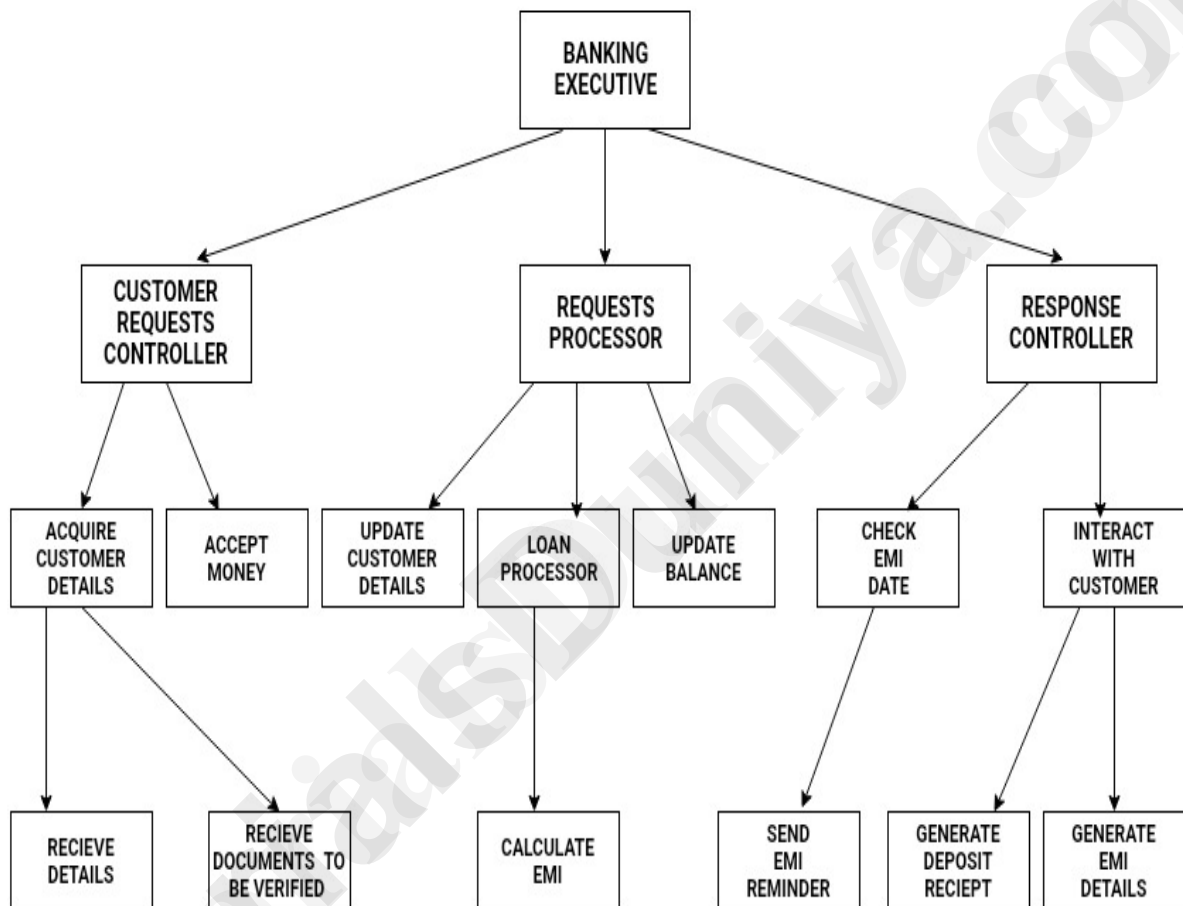 BANKING
EXECUTIVE
CUSTOMER
REQUESTS
CONTROLLER
REQUESTS
PROCESSOR
RESPONSE
CONTROLLER
ACQUIRE
CUSTOMER
DETAILS
ACCEPT
MONEY
UPDATE
CUSTOMER
DETAILS
LOAN
PROCESSOR
UPDATE
BALANCE
CHECK
EMI
DATE
INTERACT
WITH
CUSTOMER
RECIEVE
DETAILS
RECIEVE
DOCUMENTS TO
BE VERIFIED
CALCULATE
EMI
SEND
EMI
REMINDER
GENERATE
DEPOSIT
RECIEPT
GENERATE
EMI
DETAILS